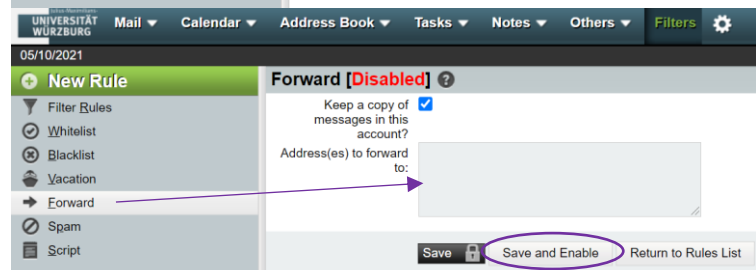 Julius-Maximilians-
UNIVERSITÄT
WÜRZBURG
Mail Calendar Address Book Tasks Notes Others Filters
05/10/2021
New Rule
Forward [Disabled]
Filter Rules
Keep a copy of
messages in this
account?
Whitelist
Blacklist
Address(es) to forward
to:
Vacation
Forward
Spam
Script
Save Save and Enable Return to Rules List